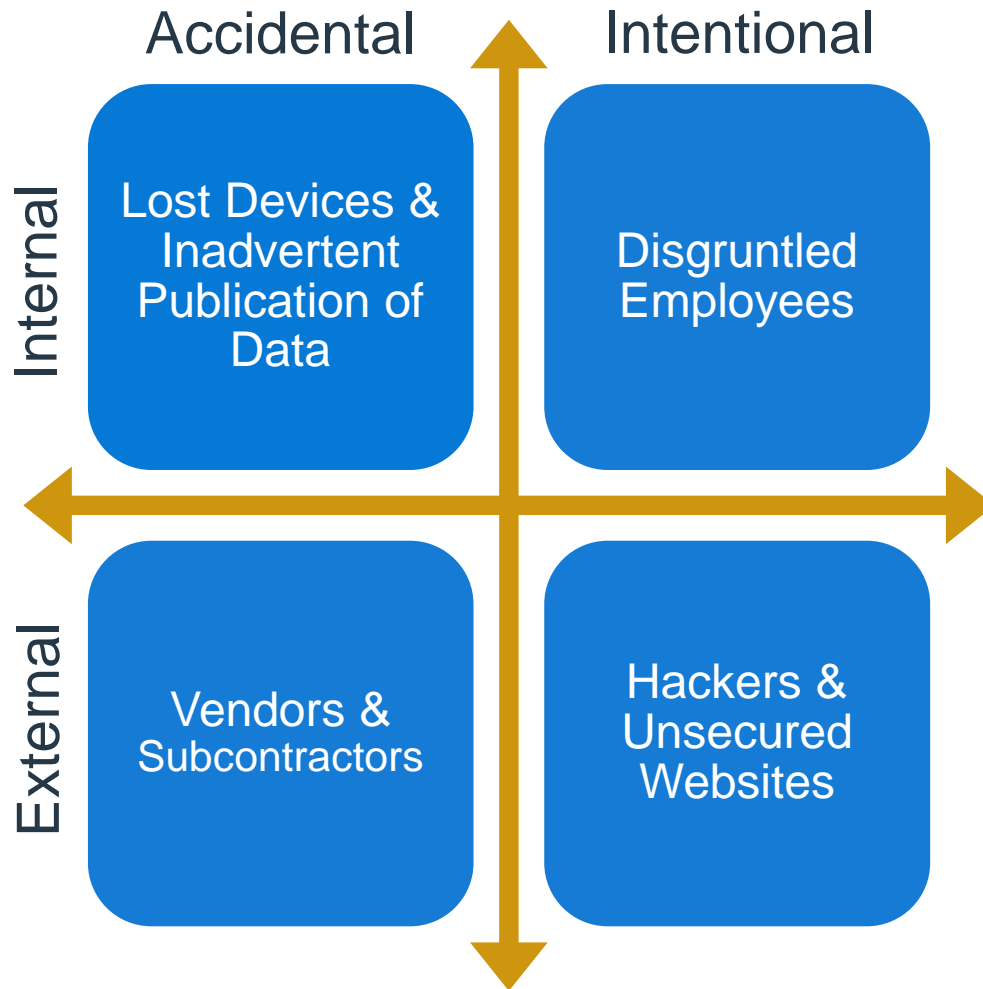 Accidental
Intentional
Internal
Lost Devices &
Inadvertent
Publication of
Data
Disgruntled
Employees
External
Vendors &
Subcontractors
Hackers &
Unsecured
Websites